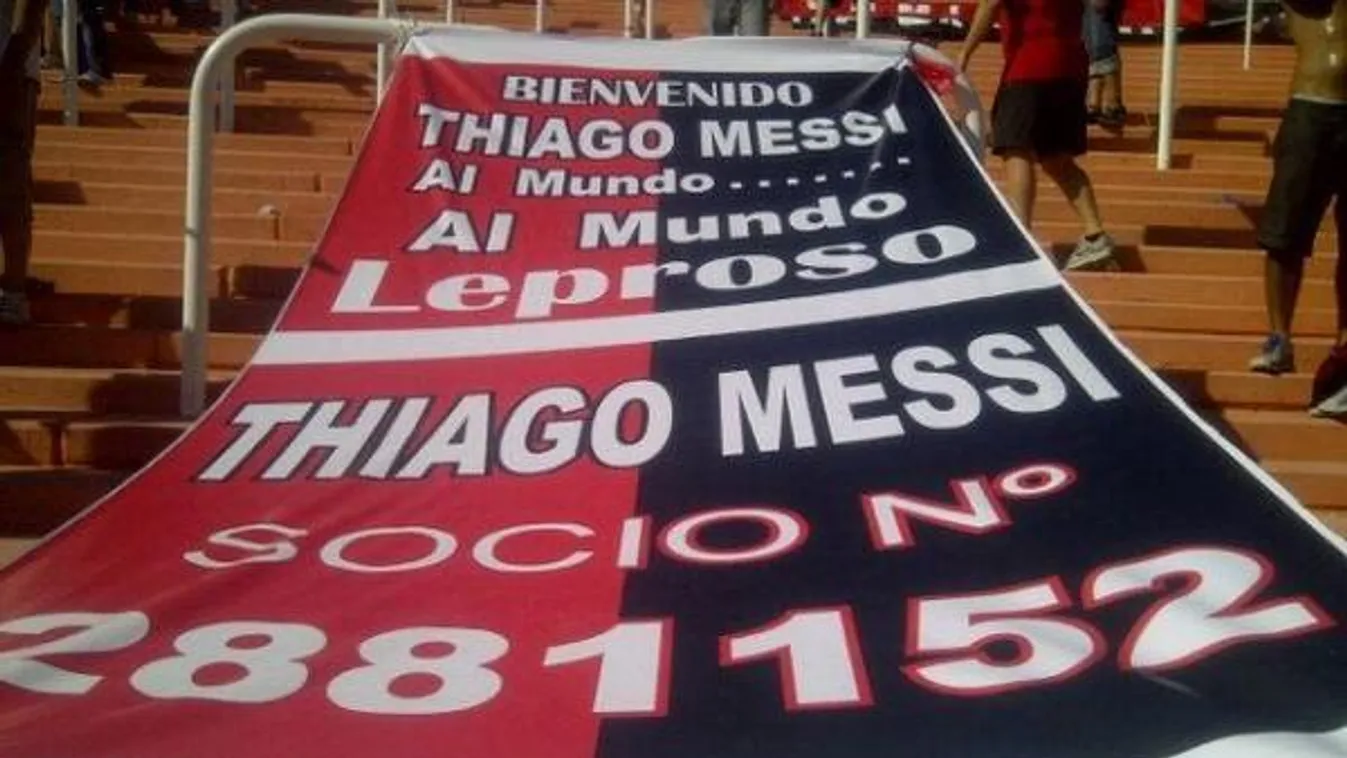 BIENVENIDO
THIAGO MESSI
Al Mundo.......
Al Mundo
Leproso
THIAGO MESSI
SOCIO Nº
2881152